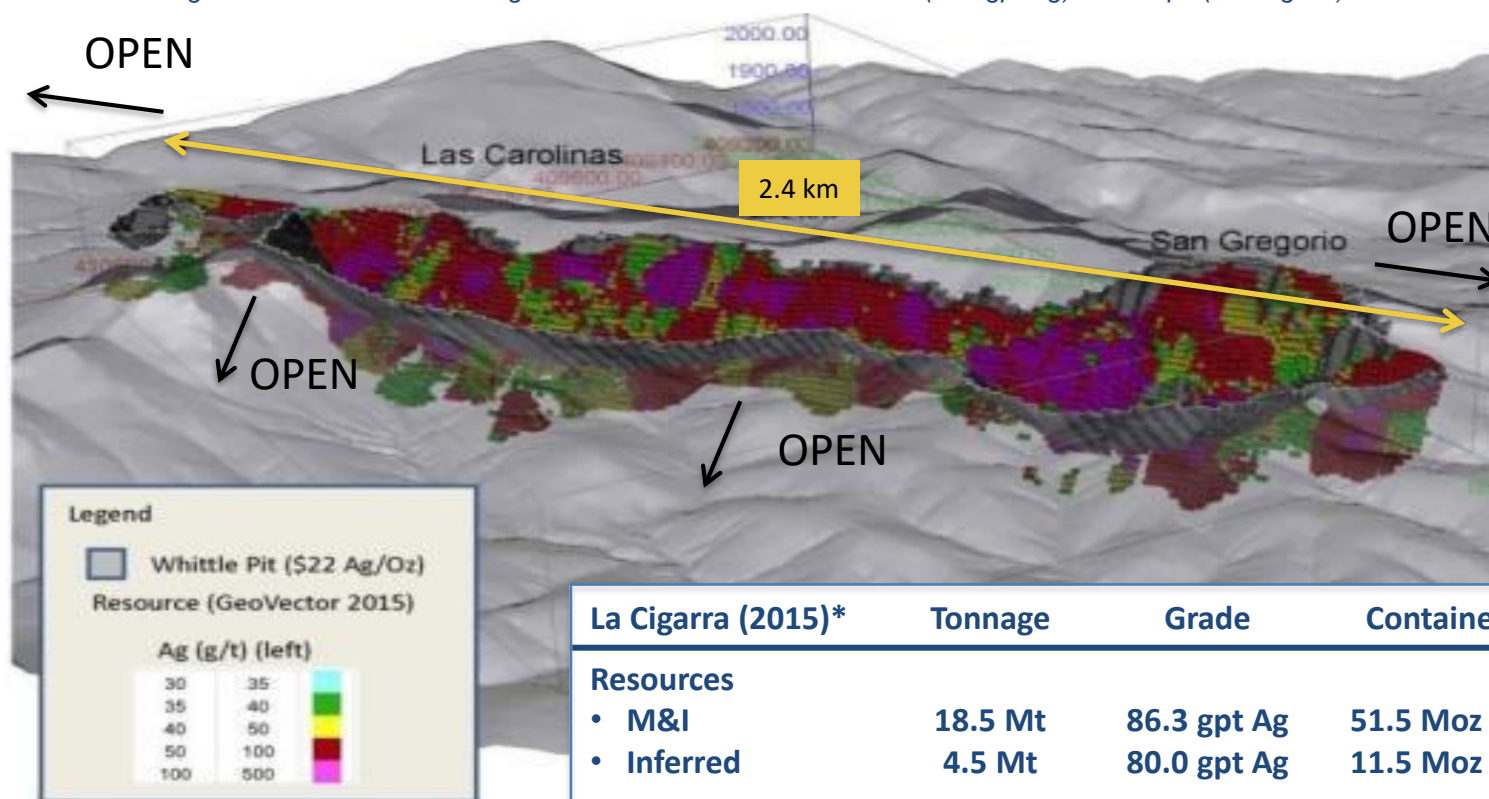 OPEN
2000.00
1900.00
Las Carolinas
409600.00
2.4 km
San Gregorio
OPEN
OPEN
OPEN
Legend
Whittle Pit ($22 Ag/Oz)
Resource (GeoVector 2015)
Ag (g/t) (left)
30 35
35 40
40 50
50 100
100 500
La Cigarra (2015)* Tonnage Grade Containe
Resources
• M&I 18.5 Mt 86.3 gpt Ag 51.5 Moz
• Inferred 4.5 Mt 80.0 gpt Ag 11.5 Moz